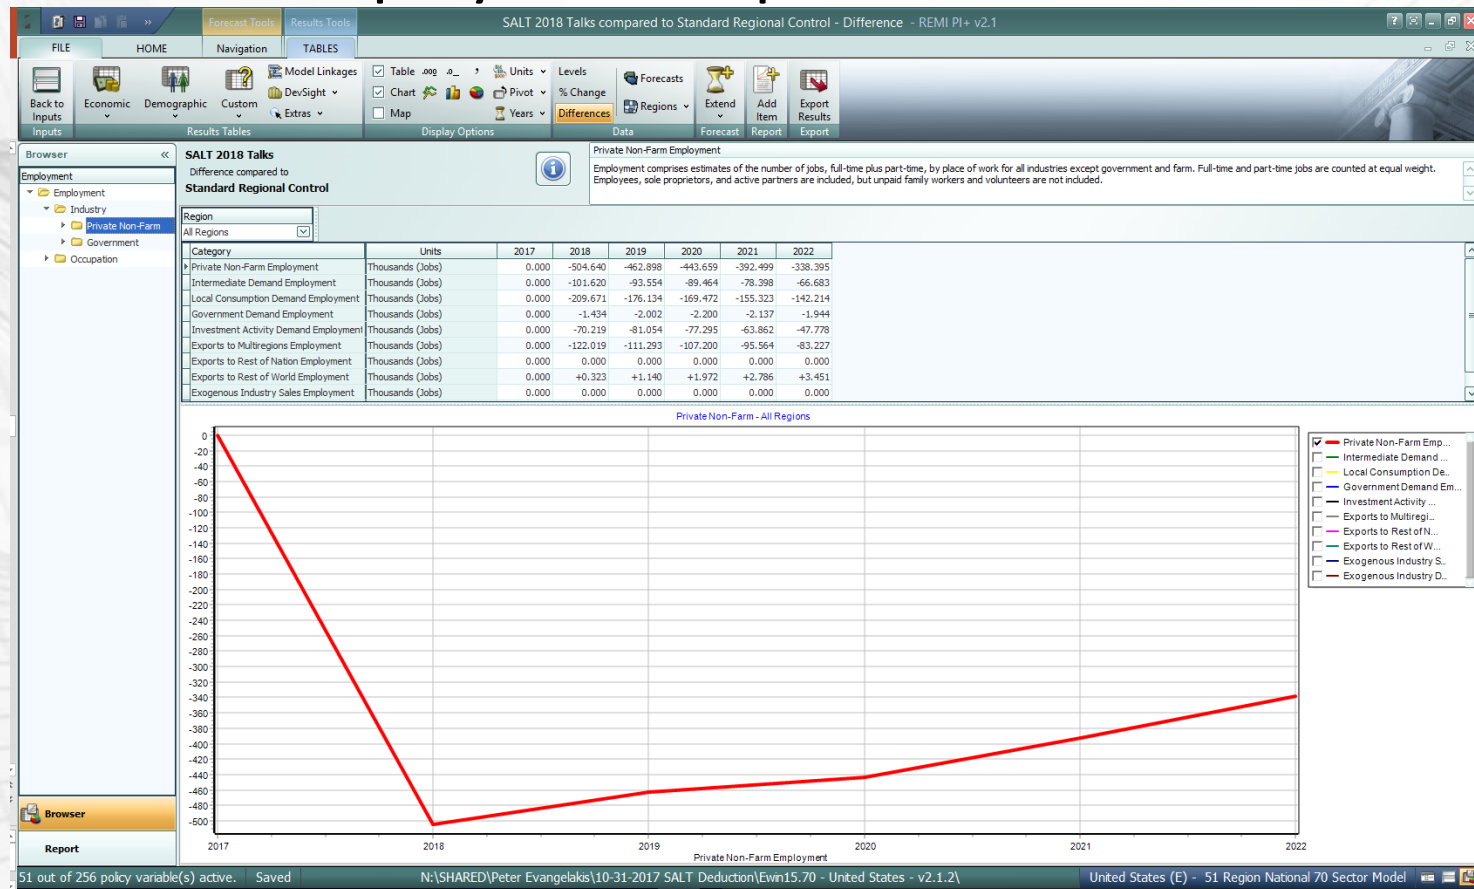 SALT 2018 Talks compared to Standard Regional Control - Difference - REMI PI+ v2.1
Forecast Tools Results Tools
FILE HOME Navigation TABLES
Back to Inputs
Economic
Demographic
Custom
Model Linkages
DevSight
Extras
Table
Chart
Map
Units
Pivot
Years
Levels
% Change
Differences
Forecasts
Regions
Extend
Add Item
Export Results
Inputs Results Tables Display Options Data Forecast Report Export
Browser
Employment
Employment
Industry
Private Non-Farm
Government
Occupation
Browser
Report
SALT 2018 Talks
Difference compared to
Standard Regional Control
Private Non-Farm Employment
Employment comprises estimates of the number of jobs, full-time plus part-time, by place of work for all industries except government and farm. Full-time and part-time jobs are counted at equal weight.
Employees, sole proprietors, and active partners are included, but unpaid family workers and volunteers are not included.
Region
All Regions
Category Units 2017 2018 2019 2020 2021 2022
Private Non-Farm Employment Thousands (Jobs) 0.000 -504.640 -462.898 -443.659 -392.499 -338.395
Intermediate Demand Employment Thousands (Jobs) 0.000 -101.620 -93.554 -89.464 -78.398 -66.683
Local Consumption Demand Employment Thousands (Jobs) 0.000 -209.671 -176.134 -169.472 -155.323 -142.214
Government Demand Employment Thousands (Jobs) 0.000 -1.434 -2.002 -2.200 -2.137 -1.944
Investment Activity Demand Employment Thousands (Jobs) 0.000 -70.219 -81.054 -77.295 -63.862 -47.778
Exports to Multiregions Employment Thousands (Jobs) 0.000 -122.019 -111.293 -107.200 -95.564 -83.227
Exports to Rest of Nation Employment Thousands (Jobs) 0.000 0.000 0.000 0.000 0.000 0.000
Exports to Rest of World Employment Thousands (Jobs) 0.000 +0.323 +1.140 +1.972 +2.786 +3.451
Exogenous Industry Sales Employment Thousands (Jobs) 0.000 0.000 0.000 0.000 0.000 0.000
Private Non-Farm - All Regions
0
-20
-40
-60
-80
-100
-120
-140
-160
-180
-200
-220
-240
-260
-280
-300
-320
-340
-360
-380
-400
-420
-440
-460
-480
-500
2017 2018 2019 2020 2021 2022
Private Non-Farm Employment
Private Non-Farm Emp...
Intermediate Demand ...
Local Consumption De..
Government Demand Em...
Investment Activity ...
Exports to Multiregi...
Exports to Rest of N...
Exports to Rest of W...
Exogenous Industry S..
Exogenous Industry D..
51 out of 256 policy variable(s) active. Saved N:\SHARED\Peter Evangelakis\10-31-2017 SALT Deduction\Ewin15.70 - United States - v2.1.2\ United States (E) - 51 Region National 70 Sector Model